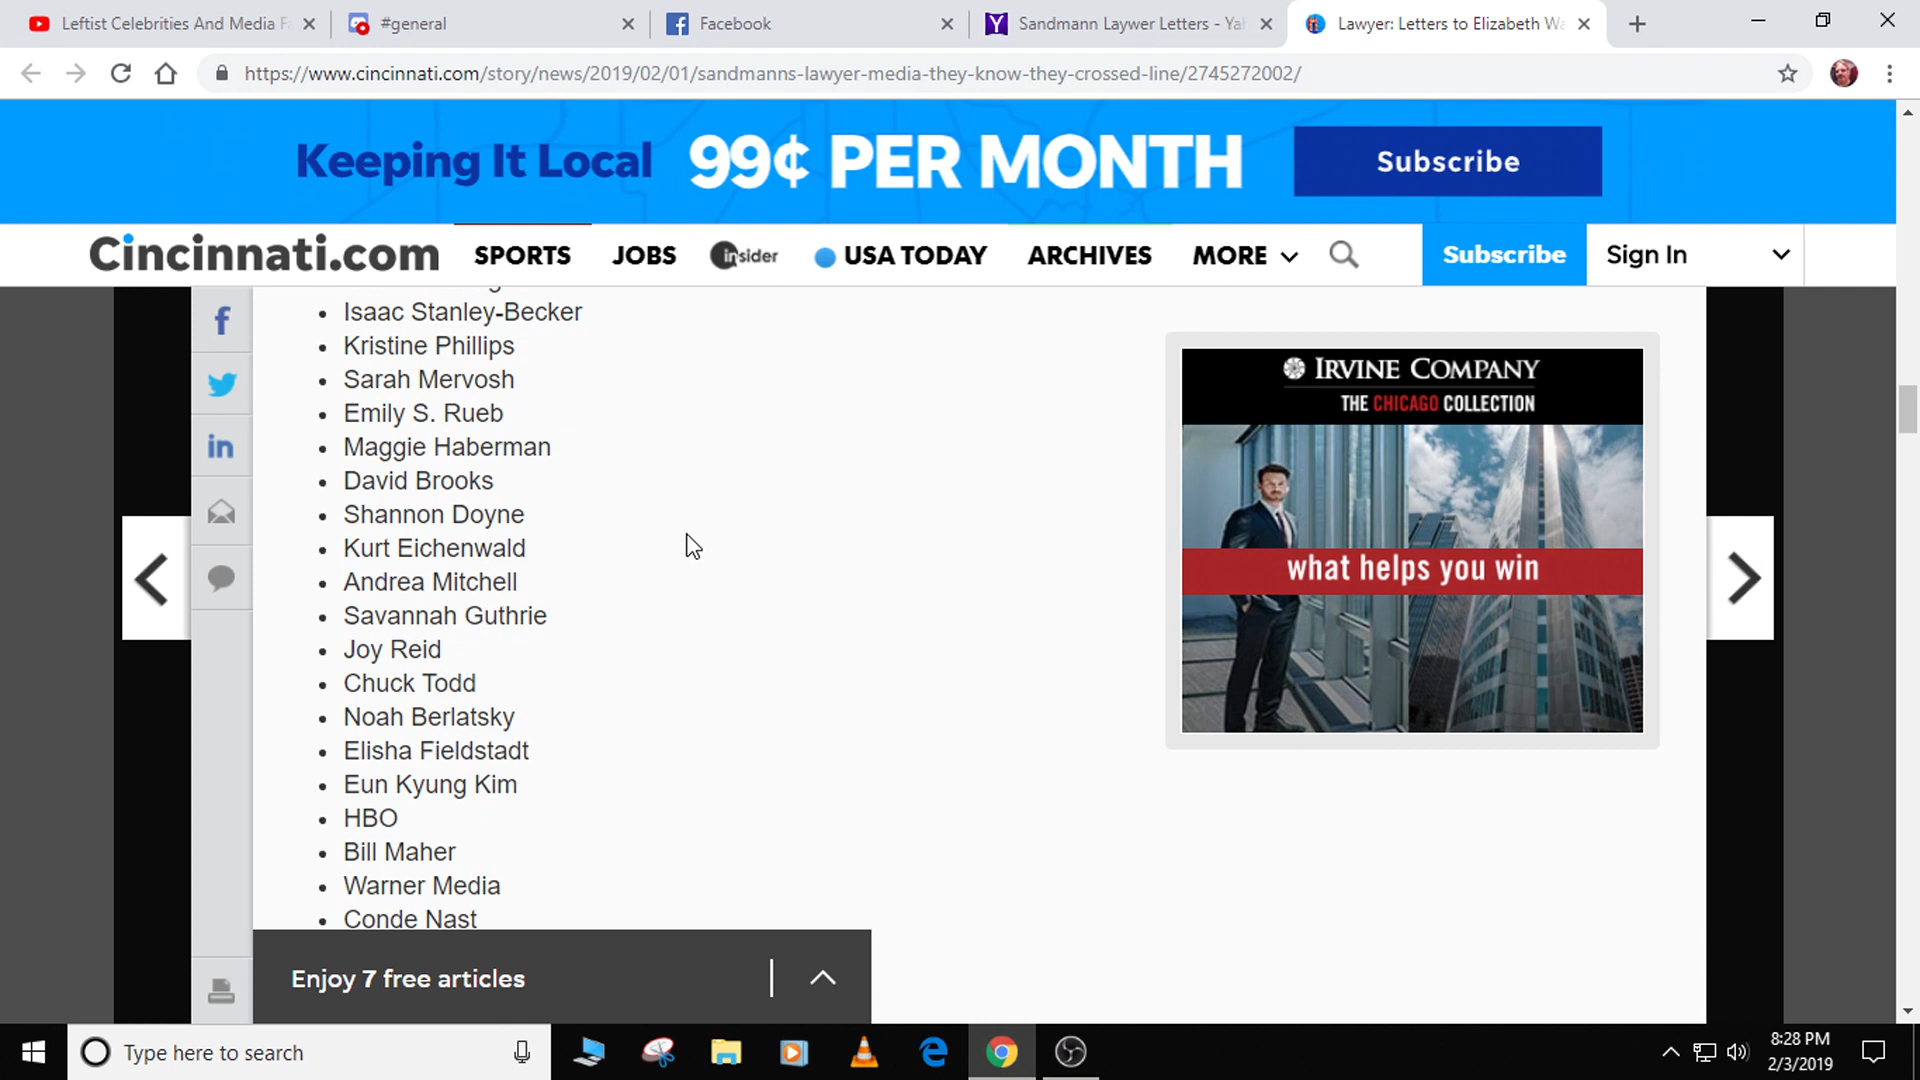 Leftist Celebrities And Media F
#general
Facebook
Sandmann Laywer Letters - Yah
Lawyer: Letters to Elizabeth Wa
https://www.cincinnati.com/story/news/2019/02/01/sandmanns-lawyer-media-they-know-they-crossed-line/2745272002/
Keeping It Local 99¢ PER MONTH Subscribe
Cincinnati.com SPORTS JOBS insider USA TODAY ARCHIVES MORE Subscribe Sign In
Isaac Stanley-Becker
Kristine Phillips
Sarah Mervosh
Emily S. Rueb
Maggie Haberman
David Brooks
Shannon Doyne
Kurt Eichenwald
Andrea Mitchell
Savannah Guthrie
Joy Reid
Chuck Todd
Noah Berlatsky
Elisha Fieldstadt
Eun Kyung Kim
HBO
Bill Maher
Warner Media
Conde Nast
IRVINE COMPANY
THE CHICAGO COLLECTION
what helps you win
Enjoy 7 free articles
Type here to search
8:28 PM
2/3/2019